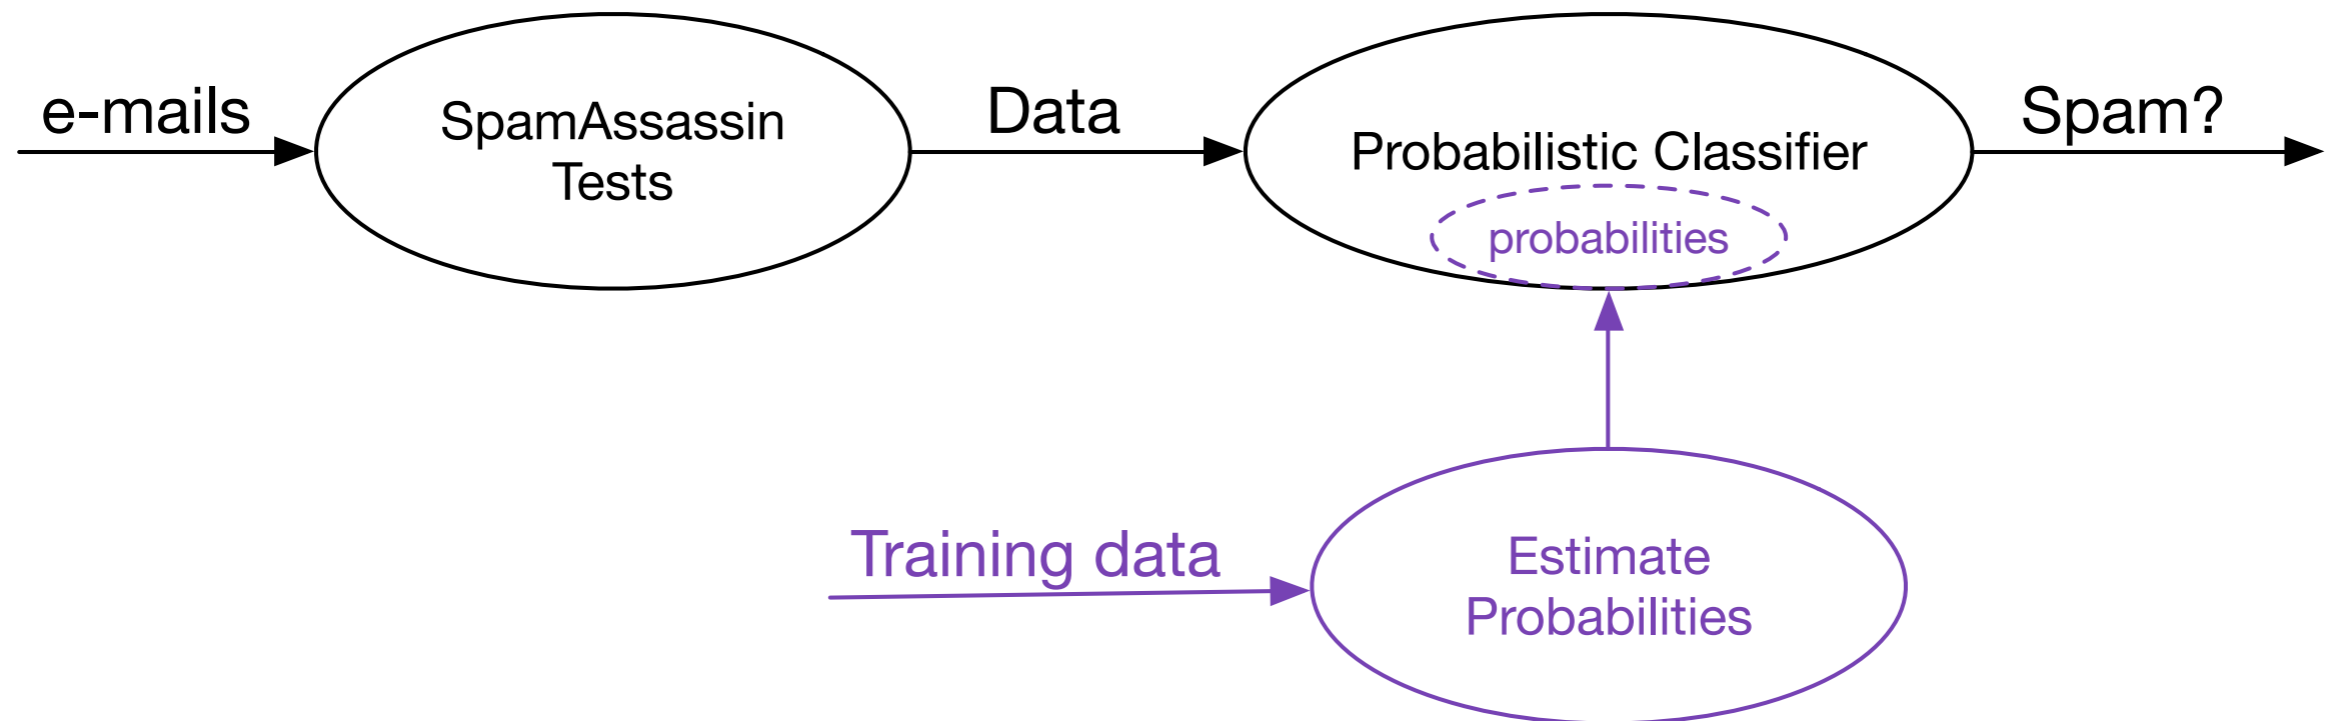 e-mails
SpamAssassin
Tests
Data
Probabilistic Classifier
probabilities
Spam?
Training data
Estimate
Probabilities